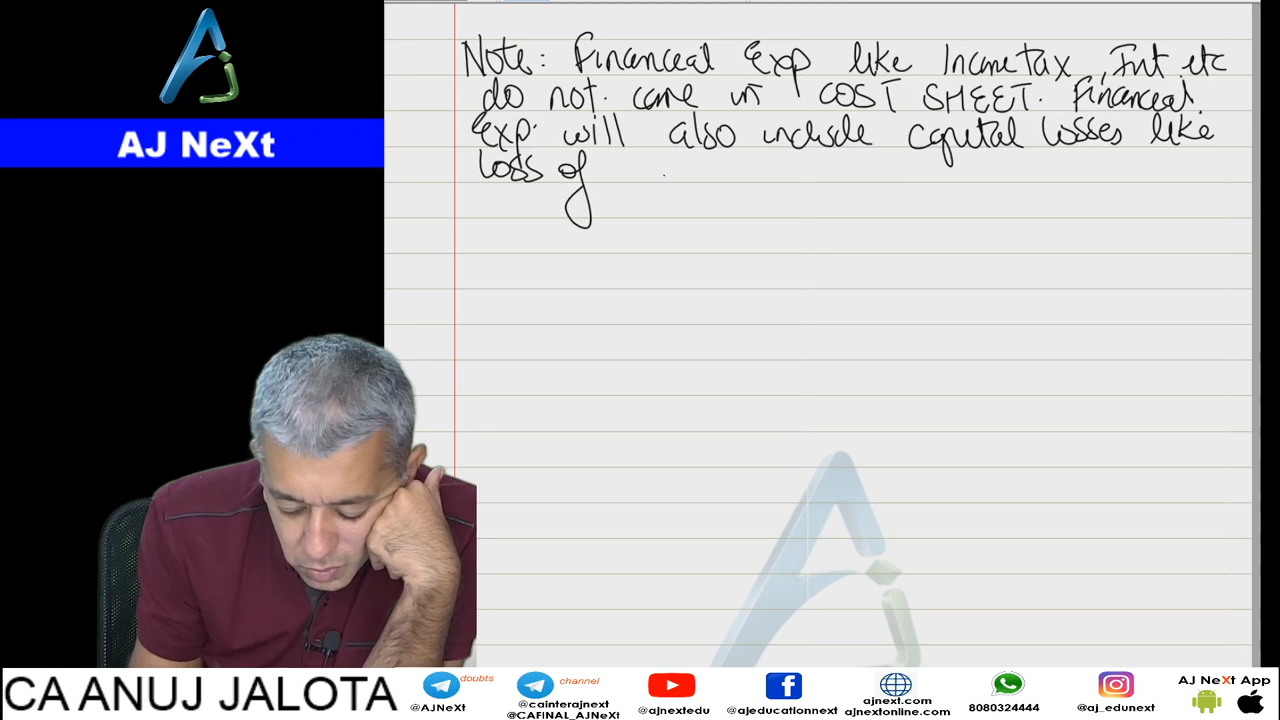 AJ NeXt
Note: Financial Exp like Income tax, Int etc
do not come in COST SHEET. Financial
Exp. will also include capital losses like
loss of
CA ANUJ JALOTA
doubts
@AJNeXt
channel
@cainterajnext
@CAFINAL_AJNeXt
@ajnextedu
@ajeducationnext
ajnext.com
ajnextonline.com
8080324444
@aj_edunext
AJ NeXt App